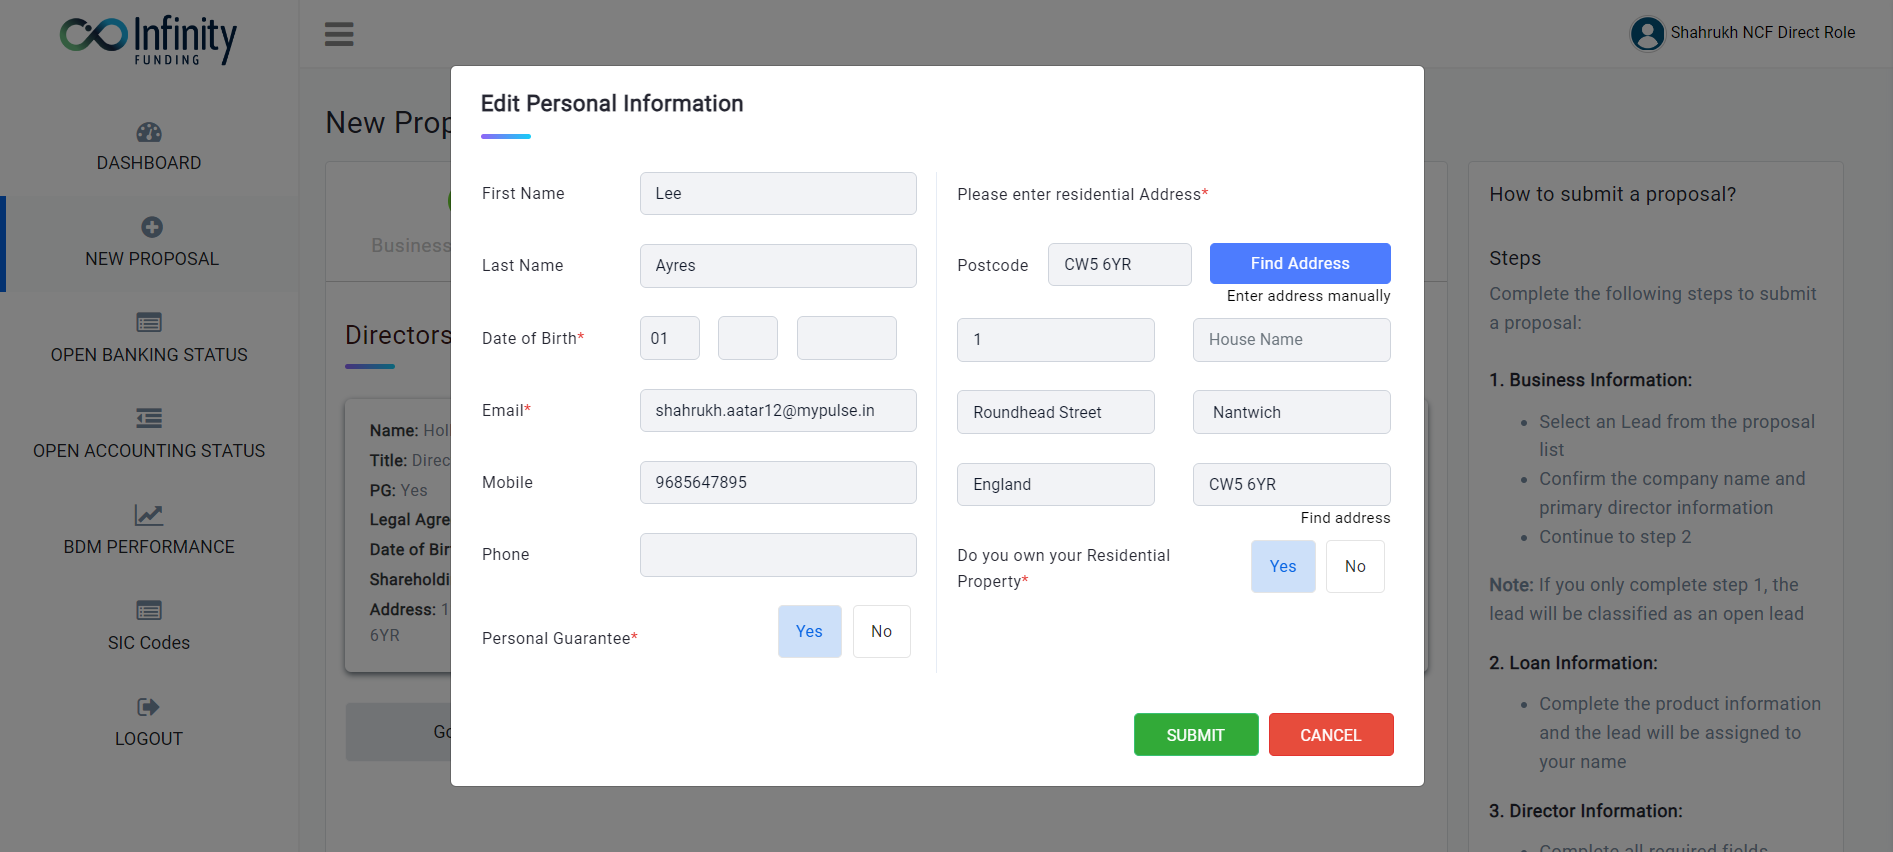 Infinity
FUNDING
DASHBOARD
NEW PROPOSAL
OPEN BANKING STATUS
OPEN ACCOUNTING STATUS
BDM PERFORMANCE
SIC Codes
LOGOUT
Shahrukh NCF Direct Role
New Prop
Business
Directors
Name: Holl
Title: Direc
PG: Yes
Legal Agre
Date of Bir
Shareholdi
Address: 1
6YR
Go
Edit Personal Information
First Name
Lee
Last Name
Ayres
Date of Birth*
01
Email*
shahrukh.aatar12@mypulse.in
Mobile
9685647895
Phone
Personal Guarantee*
Yes
No
Please enter residential Address*
Postcode
CW5 6YR
Find Address
Enter address manually
1
House Name
Roundhead Street
Nantwich
England
CW5 6YR
Find address
Do you own your Residential
Property*
Yes
No
SUBMIT
CANCEL
How to submit a proposal?
Steps
Complete the following steps to submit
a proposal:
1. Business Information:
• Select an Lead from the proposal
list
• Confirm the company name and
primary director information
• Continue to step 2
Note: If you only complete step 1, the
lead will be classified as an open lead
2. Loan Information:
• Complete the product information
and the lead will be assigned to
your name
3. Director Information:
• Complete all required fields